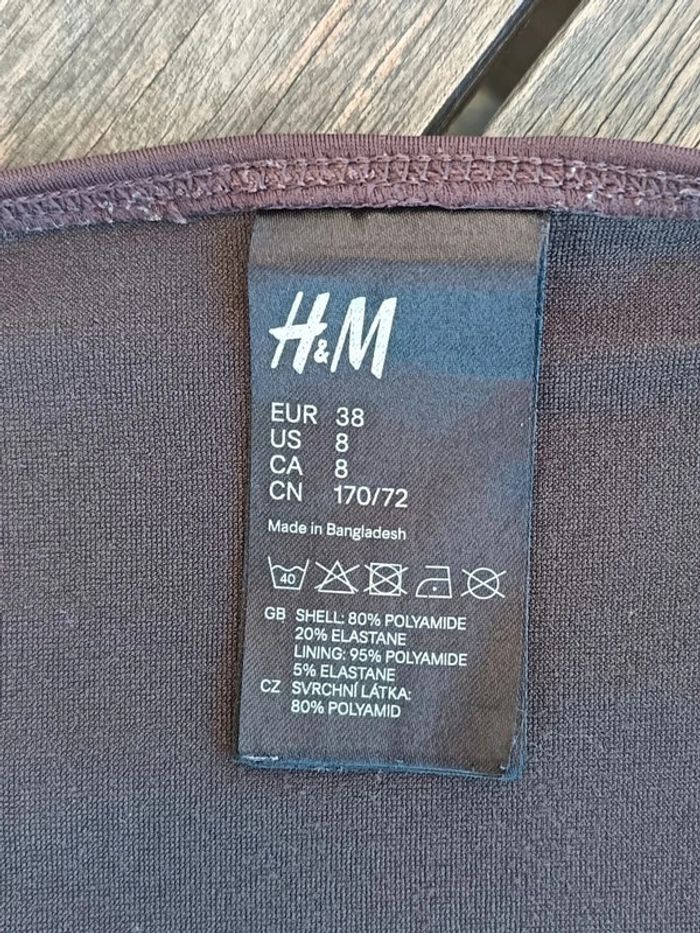 H&M
EUR 38
US 8
CA 8
CN 170/72
Made in Bangladesh
40
GB SHELL: 80% POLYAMIDE
20% ELASTANE
LINING: 95% POLYAMIDE
5% ELASTANE
CZ SVRCHNÍ LÁTKA:
80% POLYAMID